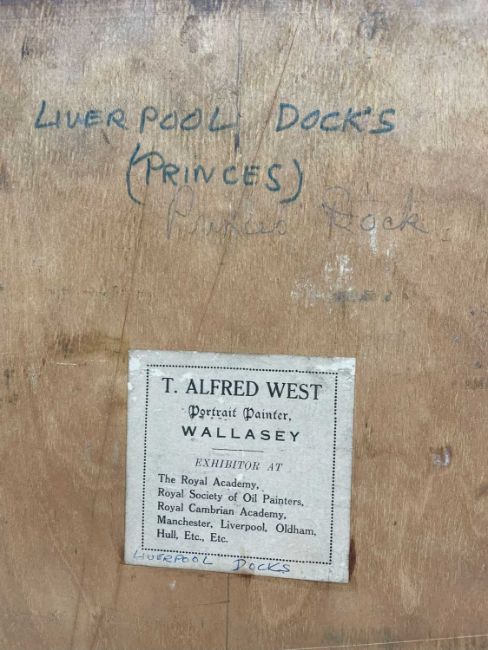 LIVERPOOL, DOCK'S
(PRINCES)
Dock
T. ALFRED WEST
Portrait Painter,
WALLASEY
EXHIBITOR AT
The Royal Academy,
Royal Society of Oil Painters,
Royal Cambrian Academy,
Manchester, Liverpool, Oldham,
Hull, Etc., Etc.
LIVERPOOL DOCKS